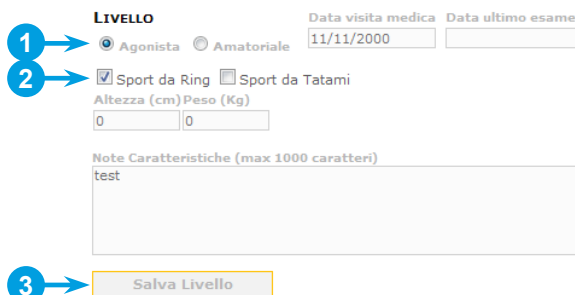 LIVELLO Data visita medica Data ultimo esame
1 Agonista Amatoriale 11/11/2000
2 Sport da Ring Sport da Tatami
Altezza (cm) Peso (Kg)
0 0
Note Caratteristiche (max 1000 caratteri)
test
3 Salva Livello